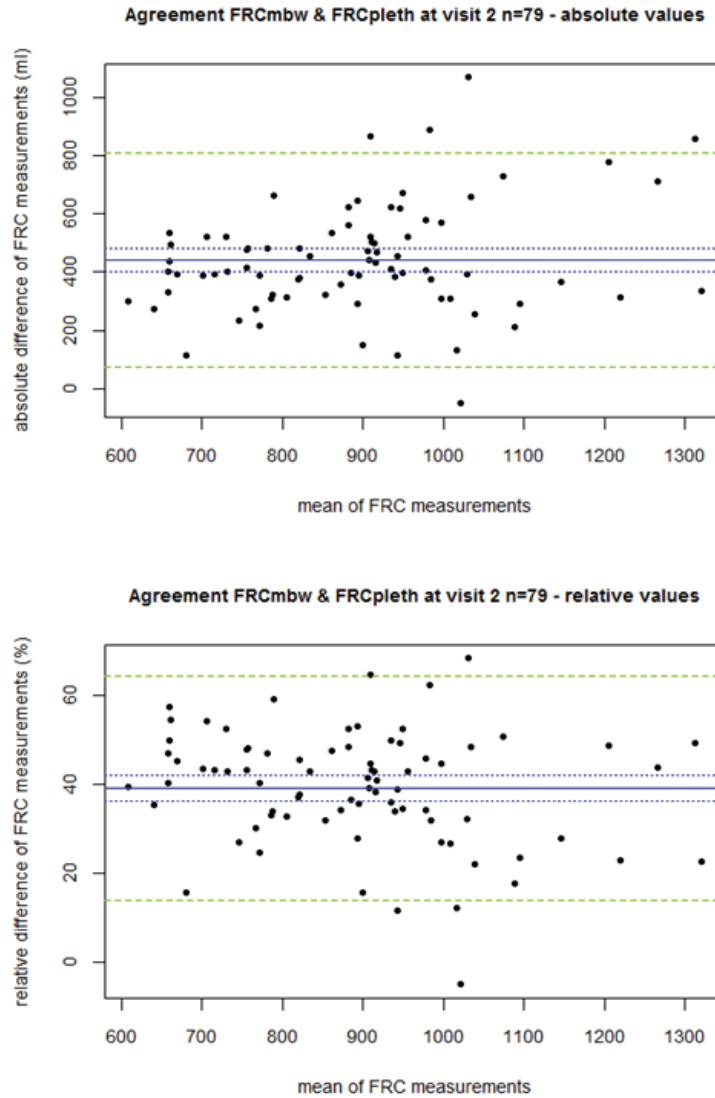 Agreement FRCmbw & FRCpleth at visit 2 n=79 - absolute values
absolute difference of FRC measurements (ml)
1000
800
600
400
200
0
600 700 800 900 1000 1100 1200 1300
mean of FRC measurements
Agreement FRCmbw & FRCpleth at visit 2 n=79 - relative values
relative difference of FRC measurements (%)
60
40
20
0
600 700 800 900 1000 1100 1200 1300
mean of FRC measurements